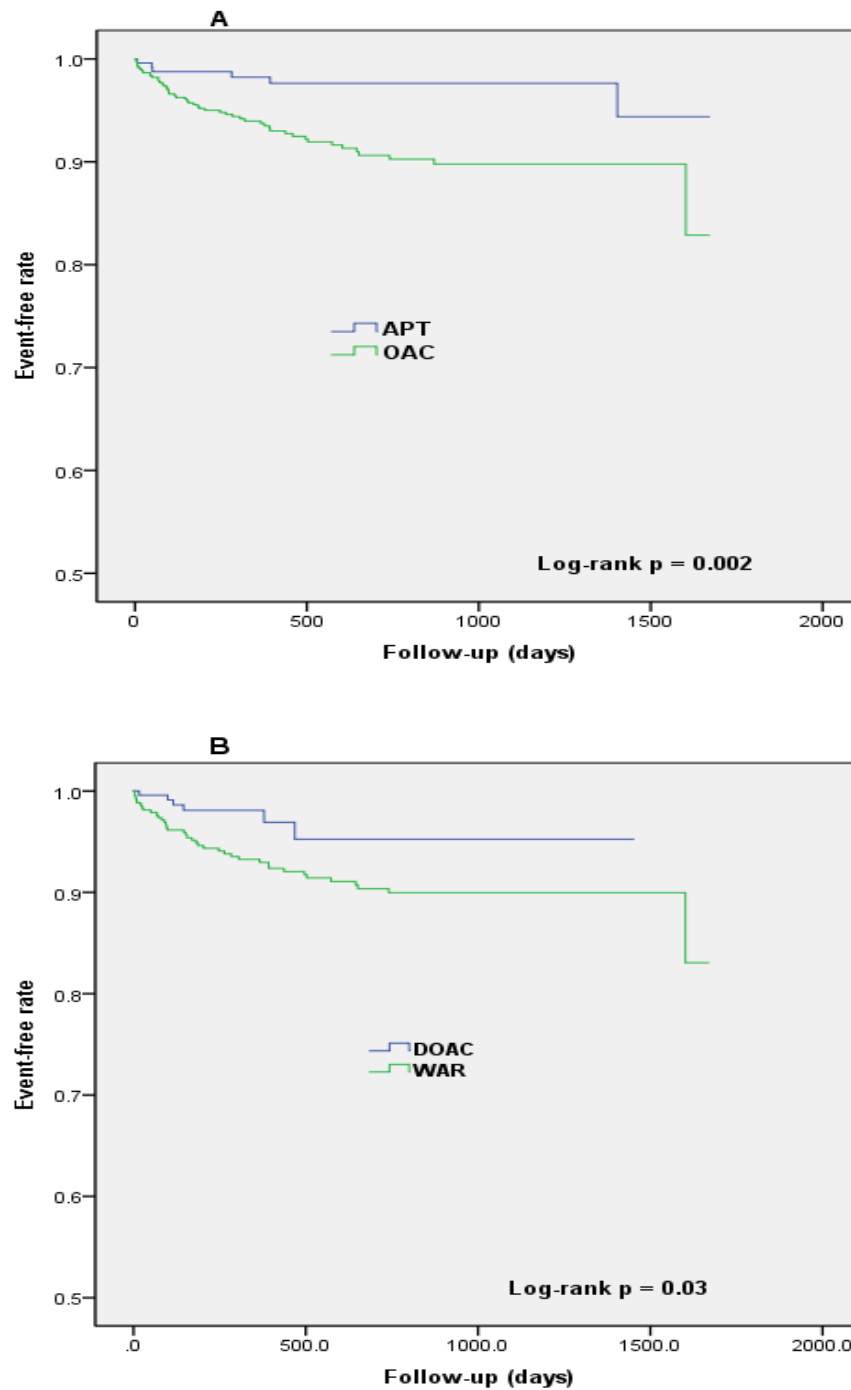 A
1.0
0.9
0.8
0.7
0.6
0.5
Event-free rate
APT
OAC
Log-rank p = 0.002
0 500 1000 1500 2000
Follow-up (days)
B
1.0
0.9
0.8
0.7
0.6
0.5
Event-free rate
DOAC
WAR
Log-rank p = 0.03
.0 500.0 1000.0 1500.0 2000.0
Follow-up (days)